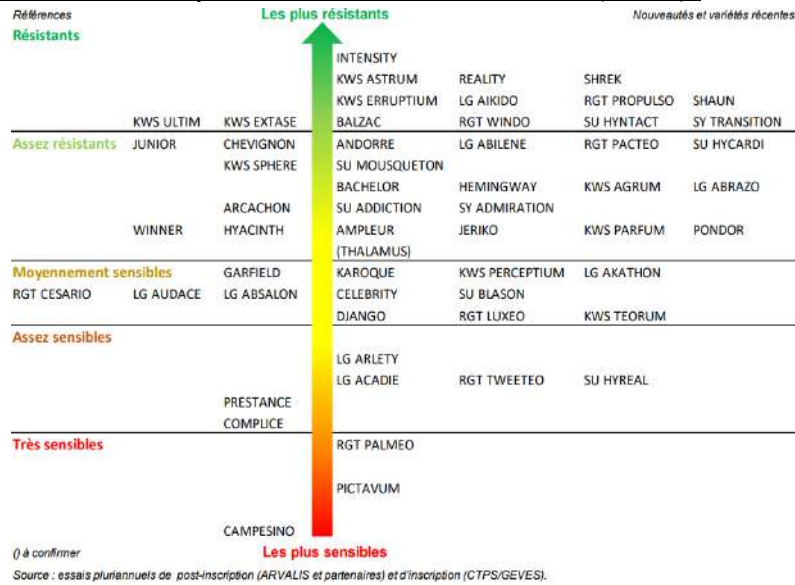 Références Les plus résistants Nouveautés et variétés récentes
Résistants
INTENSITY
KWS ASTRUM REALITY SHREK
KWS ERRUPTIUM LG AIKIDO RGT PROPULSO SHAUN
KWS ULTIM KWS EXTASE BALZAC RGT WINDO SU HYNTACT SY TRANSITION
Assez résistants JUNIOR CHEVIGNON ANDORRE LG ABILENE RGT PACTEO SU HYCARDI
KWS SPHERE SU MOUSQUETON
BACHELOR HEMINGWAY KWS AGRUM LG ABRAZO
ARCACHON SU ADDICTION SY ADMIRATION
WINNER HYACINTH AMPLEUR JERIKO KWS PARFUM PONDOR
(THALAMUS)
Moyennement sensibles GARFIELD KAROQUE KWS PERCEPTIUM LG AKATHON
RGT CESARIO LG AUDACE LG ABSALON CELEBRITY SU BLASON
DJANGO RGT LUXEO KWS TEORUM
Assez sensibles
LG ARLETY
LG ACADIE RGT TWEETEO SU HYREAL
PRESTANCE
COMPLICE
Très sensibles RGT PALMEO
PICTAVUM
CAMPESINO
() à confirmer Les plus sensibles
Source : essais pluriannuels de post-inscription (ARVALIS et partenaires) et d'inscription (CTPS/GEVES).